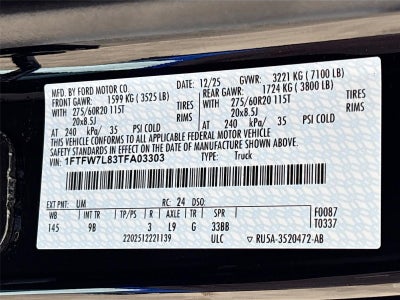 MFD. BY FORD MOTOR CO. 12/25 GVWR: 3221 KG ( 7100 LB)
FRONT GAWR: 1599 KG ( 3525 LB) REAR GAWR: 1724 KG ( 3800 LB)
275/60R20 115T TIRES 275/60R20 115T TIRES
WITH 20x8.5J RIMS WITH 20x8.5J RIMS
AT 240 kPa/ 35 PSI COLD AT 240 kPa/ 35 PSI COLD
THIS VEHICLE CONFORMS TO ALL APPLICABLE FEDERAL MOTOR VEHICLE
SAFETY STANDARDS IN EFFECT ON THE DATE OF MANUFACTURE SHOWN ABOVE.
VIN: 1FTFW7L83TFA03303 TYPE: Truck
EXT PNT: UM RC: 24 DSO: F0087
WB INT TR TP/PS R AXLE TR SPR T0337
145 9B 3 L9 G 33BB
2202512221139 ULC RU5A-3520472-AB